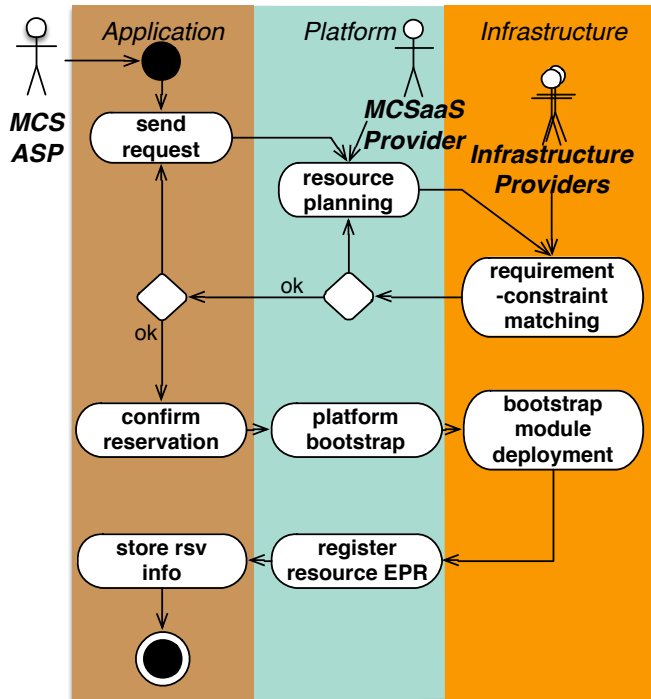 Application
Platform
Infrastructure
MCS
ASP
MCSaaS
Provider
Infrastructure
Providers
send
request
resource
planning
requirement
-constraint
matching
ok
ok
confirm
reservation
platform
bootstrap
bootstrap
module
deployment
store rsv
info
register
resource EPR